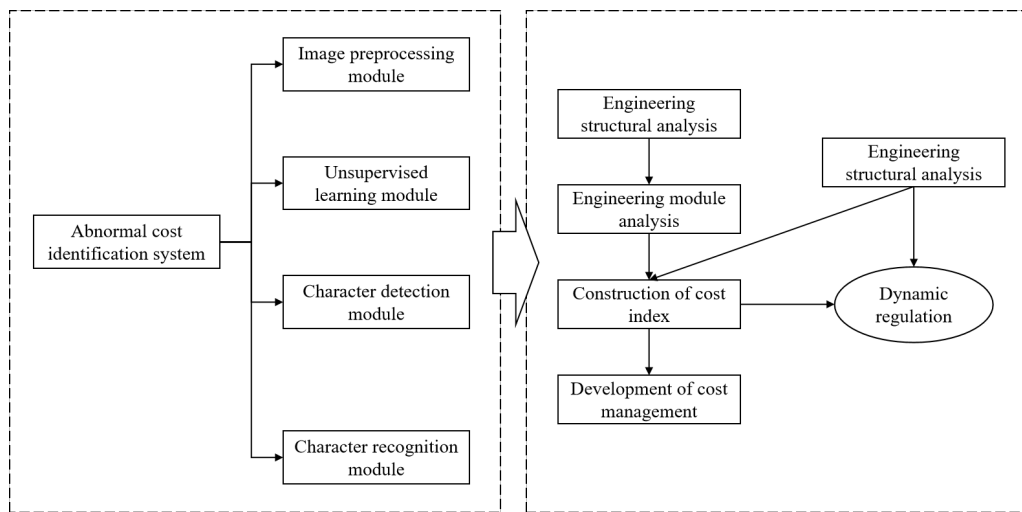 Image preprocessing
module
Unsupervised
learning module
Abnormal cost
identification system
Character detection
module
Character recognition
module
Engineering
structural analysis
Engineering module
analysis
Construction of cost
index
Development of cost
management
Engineering
structural analysis
Dynamic
regulation